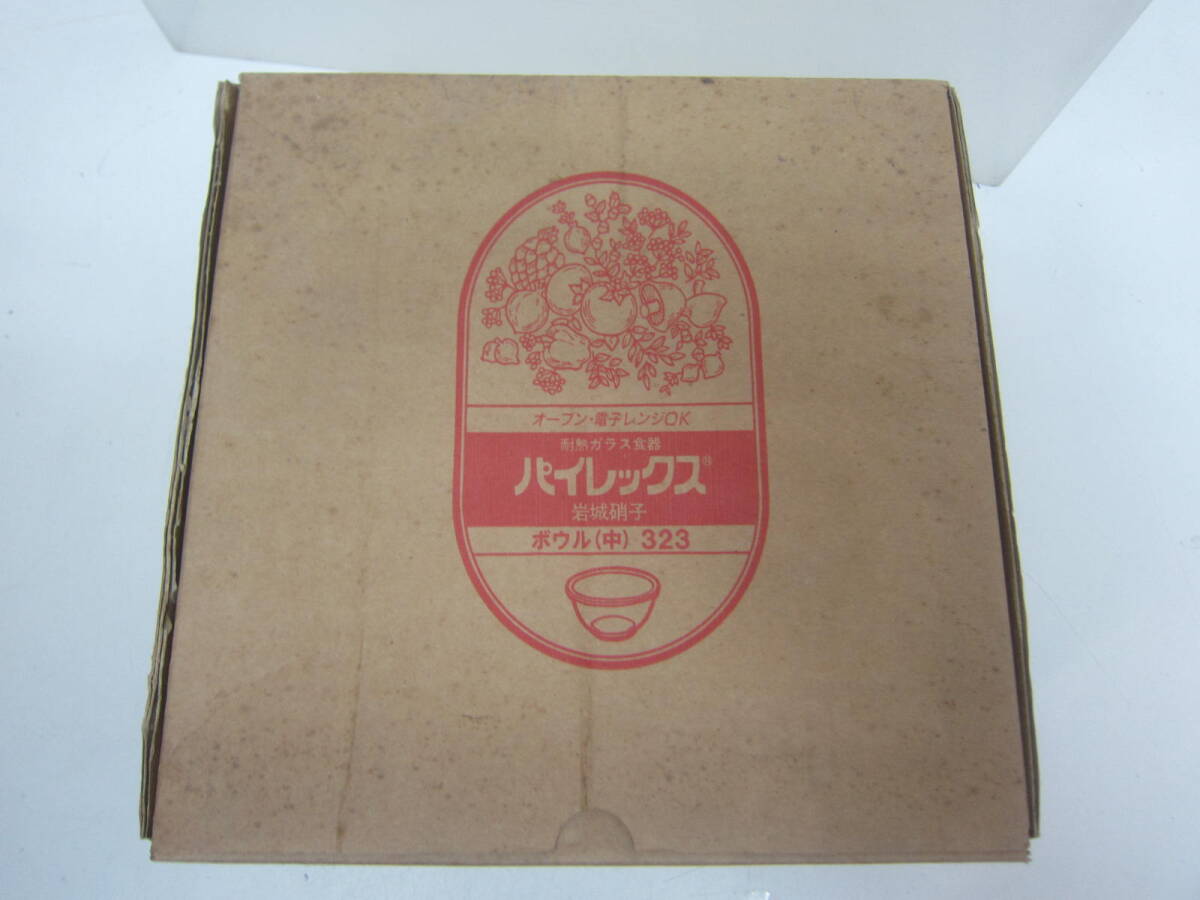 オーブン・電子レンジOK
耐熱ガラス食器
パイレックス®
岩城硝子
ボウル(中) 323